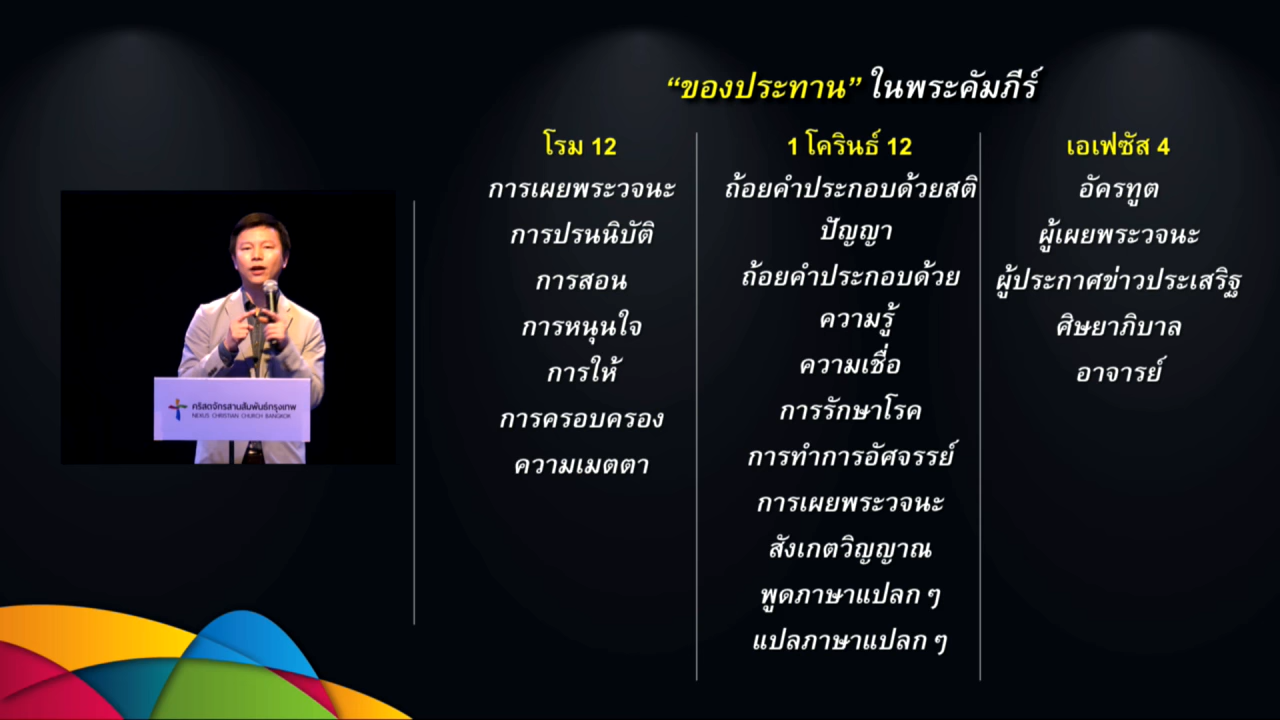 “ของประทาน” ในพระคัมภีร์
โรม 12
การเผยพระวจนะ
การปรนนิบัติ
การสอน
การหนุนใจ
การให้
การครอบครอง
ความเมตตา
1 โครินธ์ 12
ถ้อยคำประกอบด้วยสติ
ปัญญา
ถ้อยคำประกอบด้วย
ความรู้
ความเชื่อ
การรักษาโรค
การทำการอัศจรรย์
การเผยพระวจนะ
สังเกตวิญญาณ
พูดภาษาแปลก ๆ
แปลภาษาแปลก ๆ
เอเฟซัส 4
อัครทูต
ผู้เผยพระวจนะ
ผู้ประกาศข่าวประเสริฐ
ศิษยาภิบาล
อาจารย์
คริสตจักรสานสัมพันธ์กรุงเทพ
NEXUS CHRISTIAN CHURCH BANGKOK